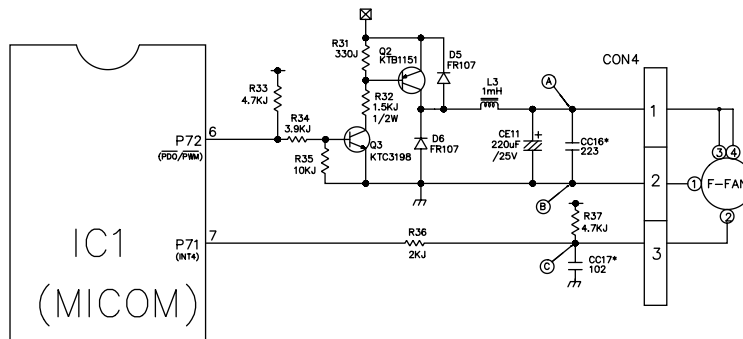 R31
330J
Q2
KTB1151
D5
FR107
R33
4.7KJ
R32
1.5KJ
1/2W
L3
1mH
A
CON4
1
P72
(PDO/PWM)
6
R34
3.9KJ
R35
10KJ
Q3
KTC3198
D6
FR107
CE11
220uF
/25V
+
CC16*
223
3
4
2
1
F-FAN
2
B
R37
4.7KJ
P71
(INT4)
7
R36
2KJ
C
CC17*
102
3
IC1
(MICOM)